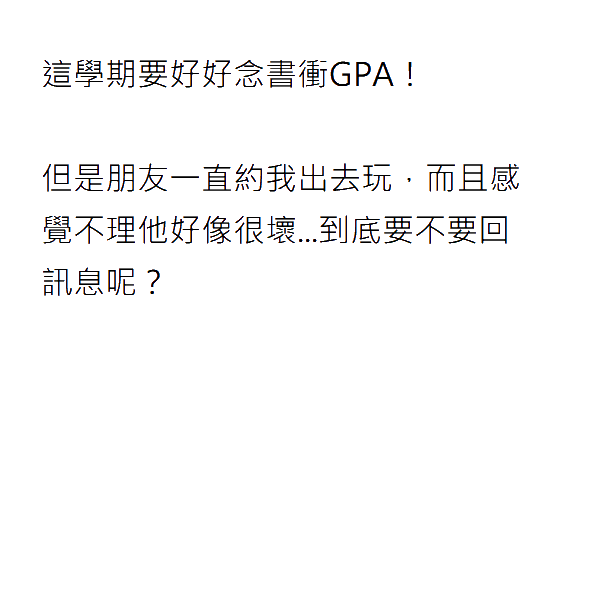 這學期要好好念書衝GPA！
但是朋友一直約我出去玩，而且感
覺不理他好像很壞...到底要不要回
訊息呢？